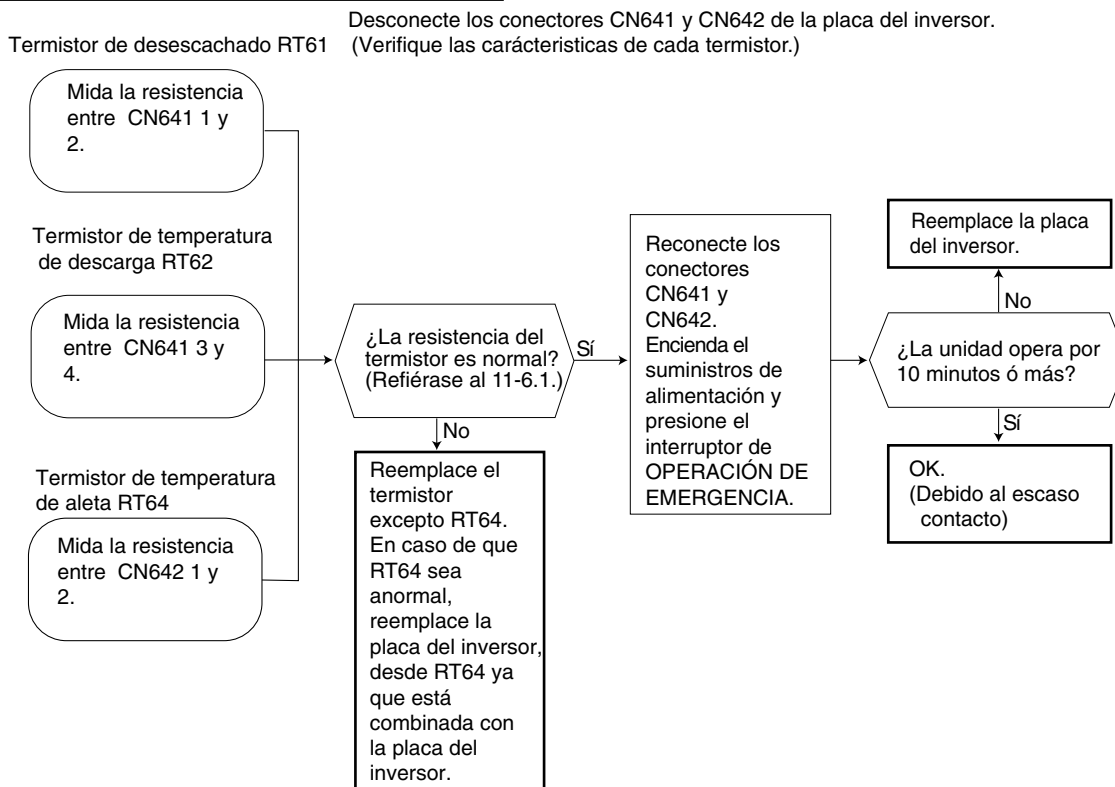 Desconecte los conectores CN641 y CN642 de la placa del inversor.
Termistor de desescachado RT61
(Verifique las carácteristicas de cada termistor.)
Mida la resistencia
entre CN641 1 y
2.
Termistor de temperatura
de descarga RT62
Mida la resistencia
entre CN641 3 y
4.
Termistor de temperatura
de aleta RT64
Mida la resistencia
entre CN642 1 y
2.
¿La resistencia del
termistor es normal?
(Refiérase al 11-6.1.)
Sí
No
Reemplace el
termistor
excepto RT64.
En caso de que
RT64 sea
anormal,
reemplace la
placa del inversor,
desde RT64 ya
que está
combinada con
la placa del
inversor.
Reconecte los
conectores
CN641 y
CN642.
Encienda el
suministros de
alimentación y
presione el
interruptor de
OPERACIÓN DE
EMERGENCIA.
Reemplace la placa
del inversor.
No
¿La unidad opera por
10 minutos ó más?
Sí
OK.
(Debido al escaso
contacto)